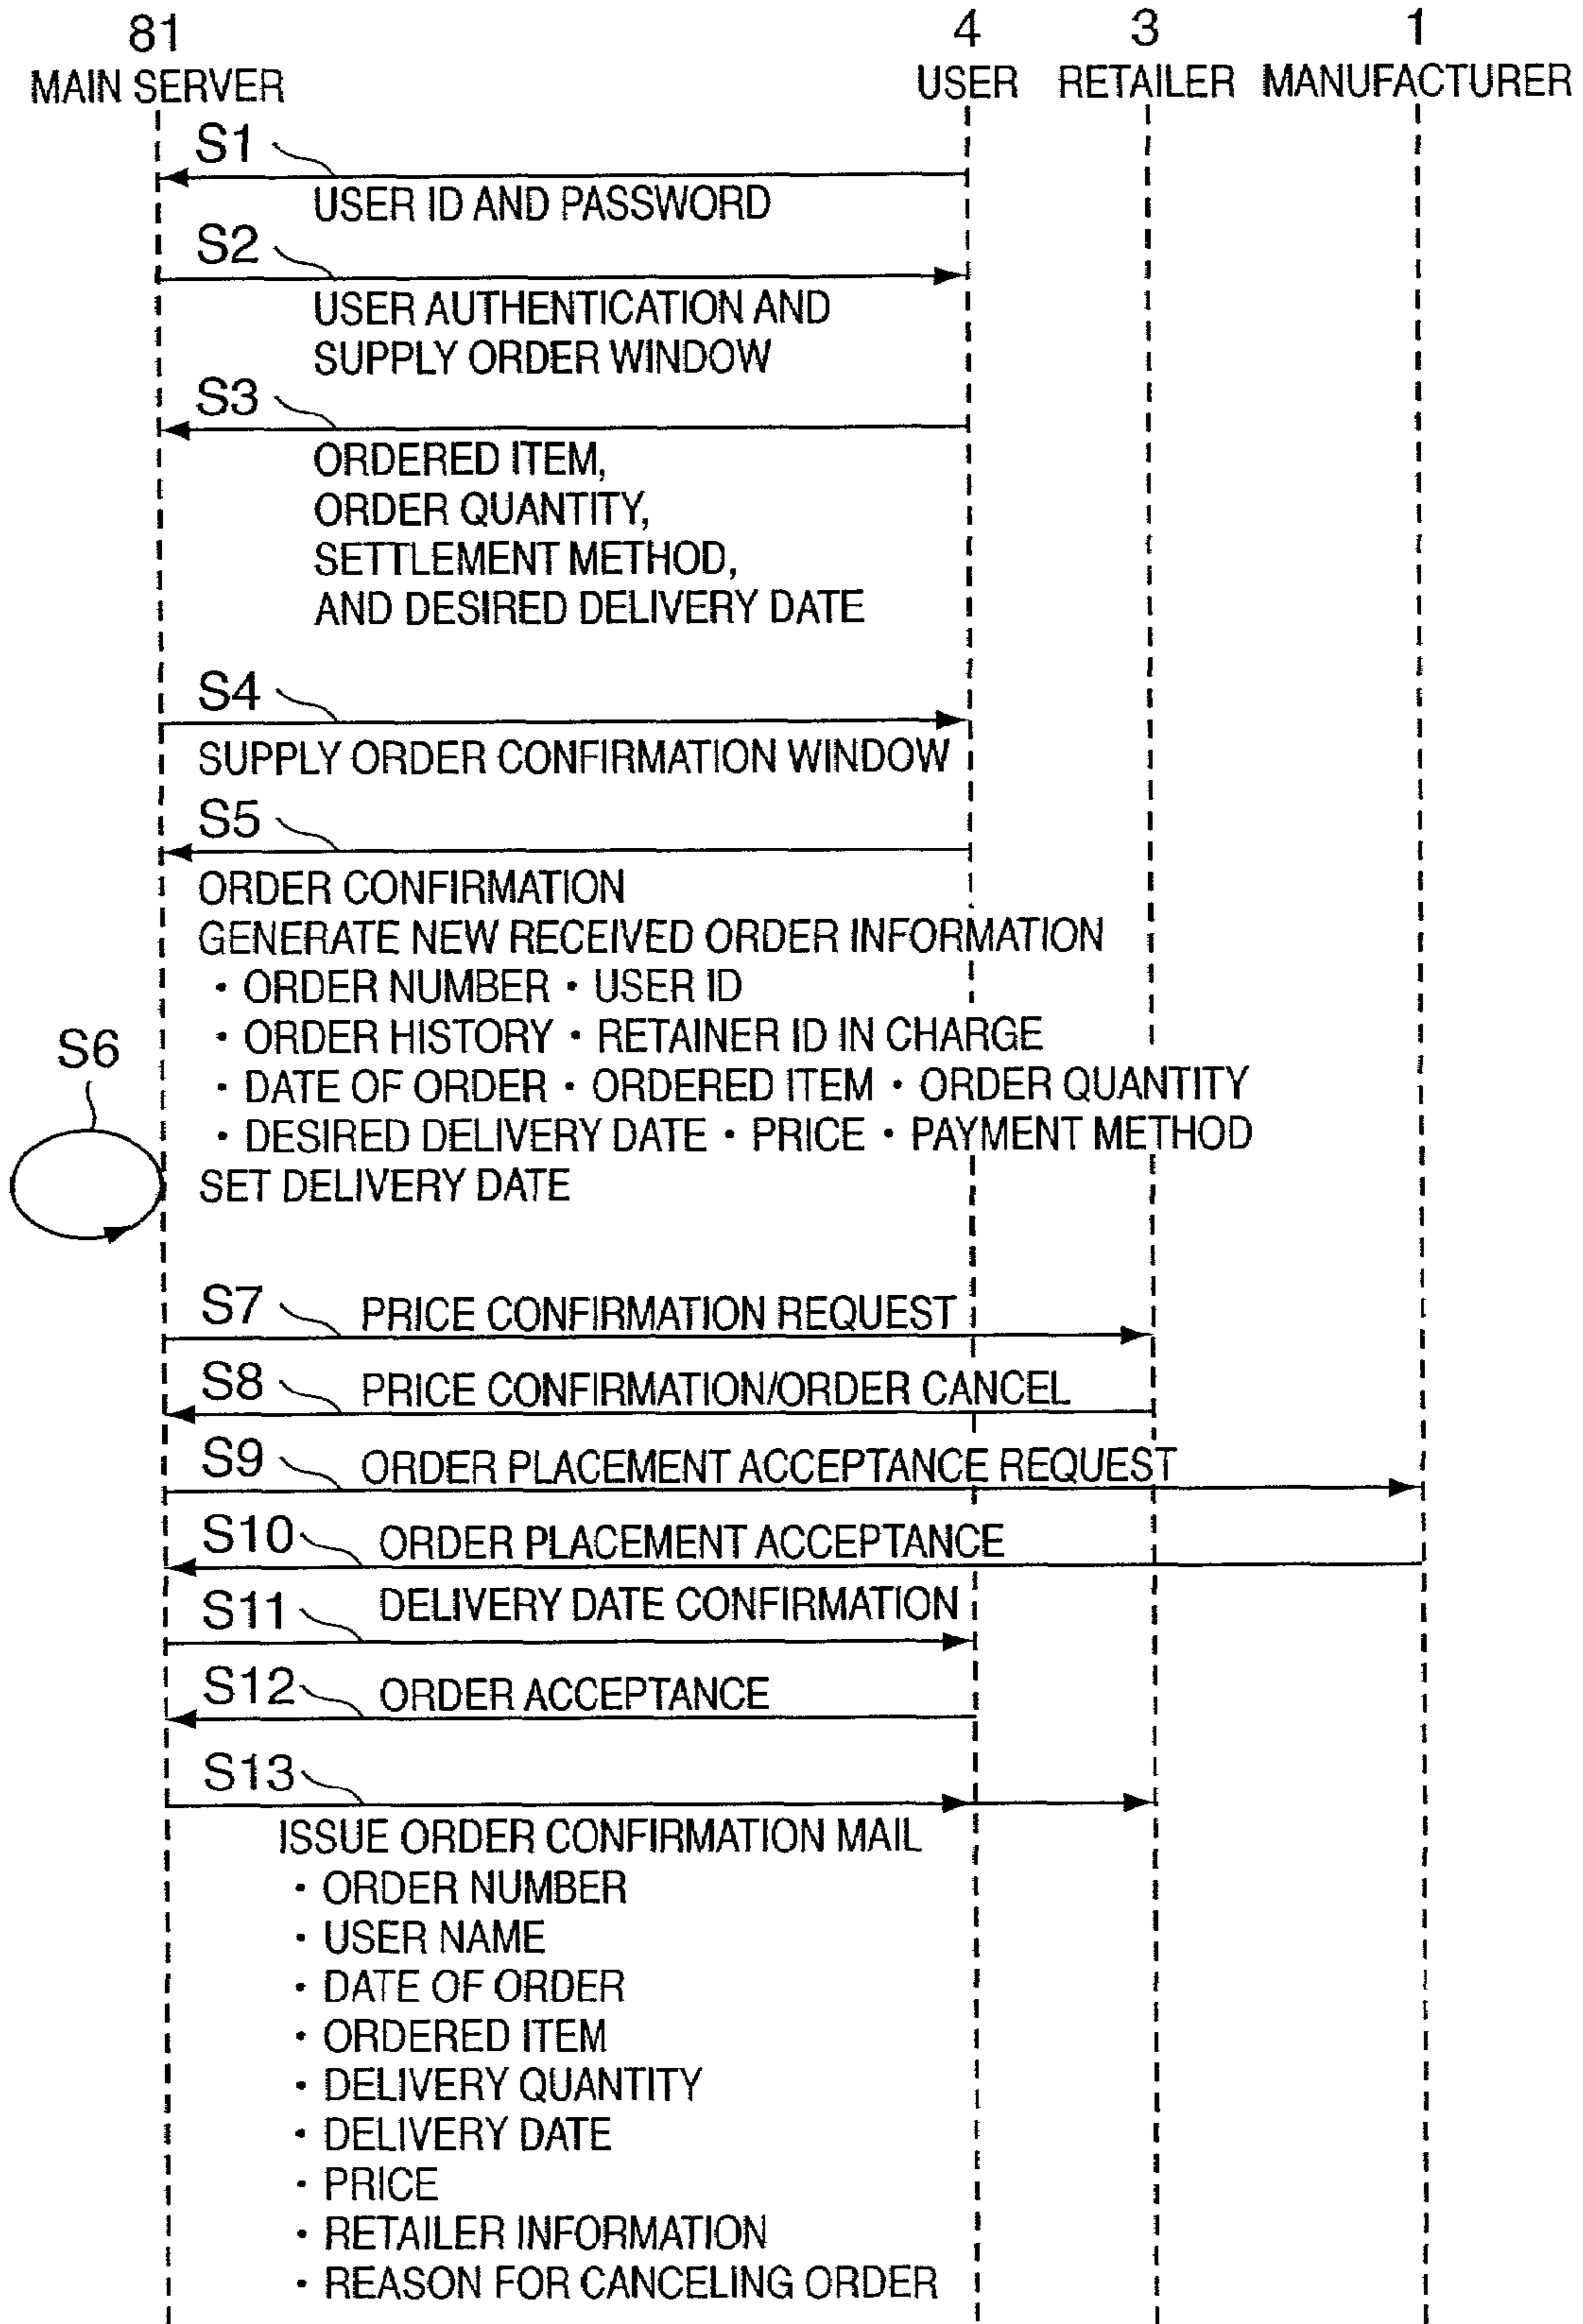 81
MAIN SERVER
4
USER
3
RETAILER
1
MANUFACTURER
S1
USER ID AND PASSWORD
S2
USER AUTHENTICATION AND
SUPPLY ORDER WINDOW
S3
ORDERED ITEM,
ORDER QUANTITY,
SETTLEMENT METHOD,
AND DESIRED DELIVERY DATE
S4
SUPPLY ORDER CONFIRMATION WINDOW
S5
ORDER CONFIRMATION
GENERATE NEW RECEIVED ORDER INFORMATION
· ORDER NUMBER · USER ID
· ORDER HISTORY · RETAINER ID IN CHARGE
· DATE OF ORDER · ORDERED ITEM · ORDER QUANTITY
· DESIRED DELIVERY DATE · PRICE · PAYMENT METHOD
S6
SET DELIVERY DATE
S7
PRICE CONFIRMATION REQUEST
S8
PRICE CONFIRMATION/ORDER CANCEL
S9
ORDER PLACEMENT ACCEPTANCE REQUEST
S10
ORDER PLACEMENT ACCEPTANCE
S11
DELIVERY DATE CONFIRMATION
S12
ORDER ACCEPTANCE
S13
ISSUE ORDER CONFIRMATION MAIL
· ORDER NUMBER
· USER NAME
· DATE OF ORDER
· ORDERED ITEM
· DELIVERY QUANTITY
· DELIVERY DATE
· PRICE
· RETAILER INFORMATION
· REASON FOR CANCELING ORDER